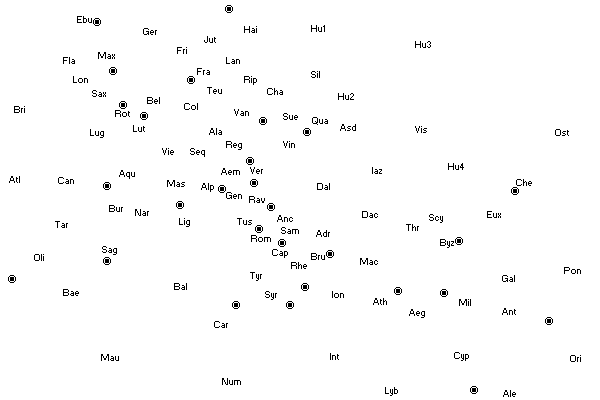 Ebu
Ger
Hai
Hu1
Jut
Hu3
Fri
Max
Fla
Lan
Fra
Sil
Lon
Rip
Teu
Cha
Sax
Hu2
Bel
Col
Bri
Rot
Van
Sue
Qua
Asd
Lut
Vis
Lug
Ala
Ost
Reg
Vin
Vie
Seq
Hu4
Aem
Ver
Iaz
Aqu
Atl
Can
Mas
Alp
Dal
Che
Gen
Rav
Bur
Nar
Dac
Eux
Scy
Anc
Lig
Tus
Tar
Thr
Sam
Adr
Rom
Byz
Sag
Cap
Bru
Oli
Mac
Rhe
Pon
Tyr
Gal
Bal
Bae
Syr
Ion
Ath
Mil
Aeg
Ant
Car
Mau
Int
Cyp
Ori
Num
Lyb
Ale